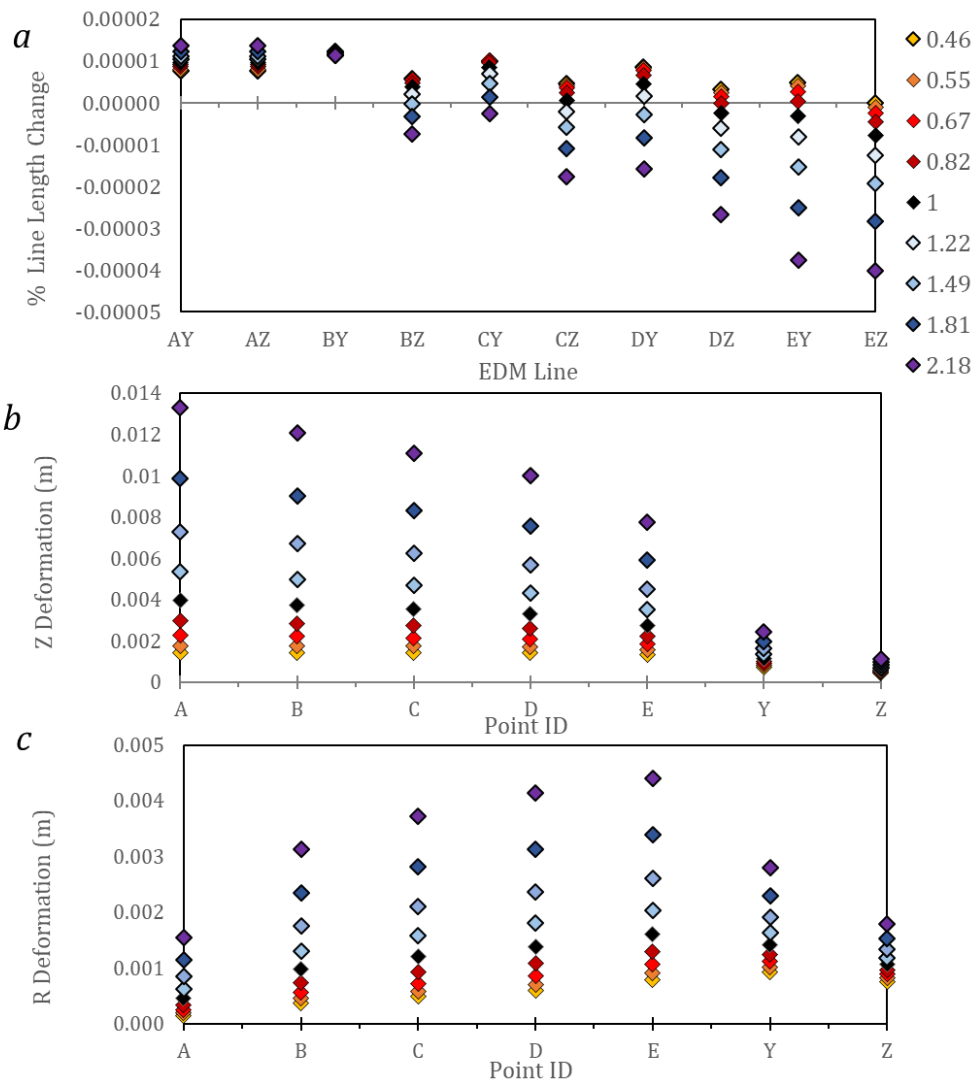 a
0.00002
0.00001
0.00000
-0.00001
-0.00002
-0.00003
-0.00004
-0.00005
% Line Length Change
AY AZ BY BZ CY CZ DY DZ EY EZ
EDM Line
0.46
0.55
0.67
0.82
1
1.22
1.49
1.81
2.18
b
0.014
0.012
0.01
0.008
0.006
0.004
0.002
0
Z Deformation (m)
A B C D E Y Z
Point ID
c
0.005
0.004
0.003
0.002
0.001
0.000
R Deformation (m)
A B C D E Y Z
Point ID